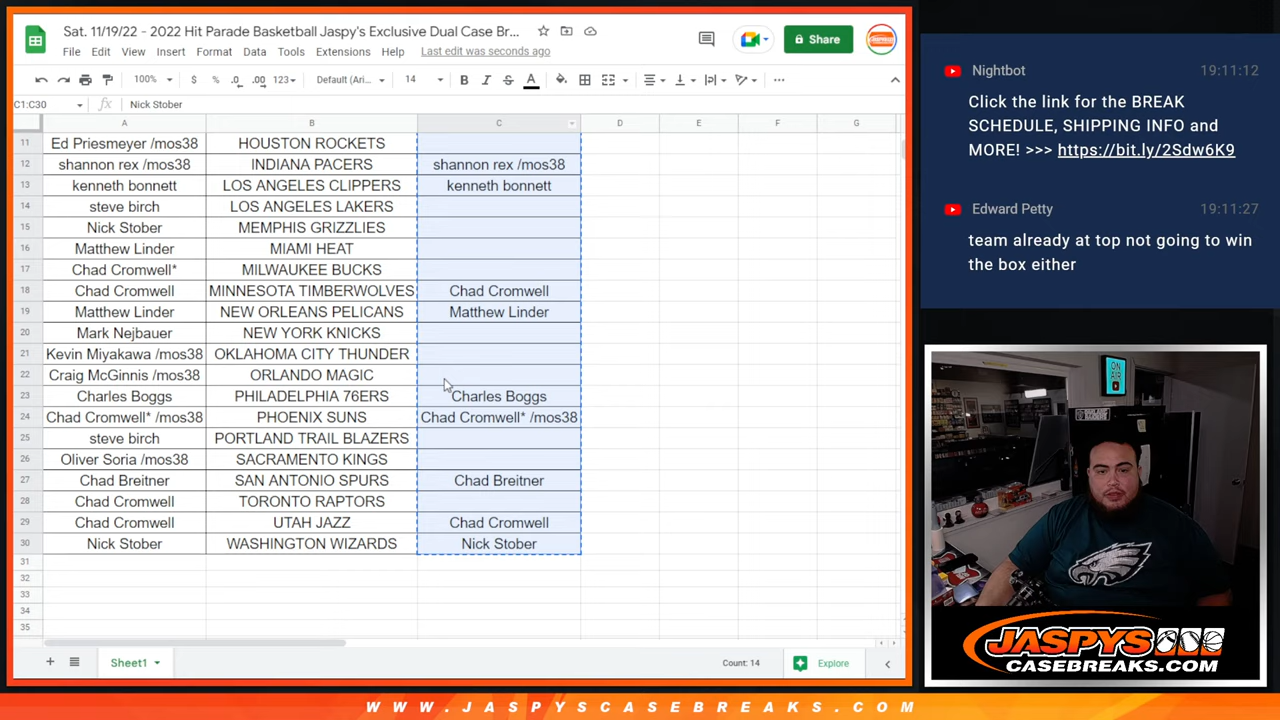 Sat. 11/19/22 - 2022 Hit Parade Basketball Jaspy's Exclusive Dual Case Br...
File Edit View Insert Format Data Tools Extensions Help Last edit was seconds ago
Share
100% $ % .0 .00 123 Default (Ari... 14 B I S A
C1:C30 fx Nick Stober
A B C D E F G
11 Ed Priesmeyer /mos38 HOUSTON ROCKETS
12 shannon rex /mos38 INDIANA PACERS shannon rex /mos38
13 kenneth bonnett LOS ANGELES CLIPPERS kenneth bonnett
14 steve birch LOS ANGELES LAKERS
15 Nick Stober MEMPHIS GRIZZLIES
16 Matthew Linder MIAMI HEAT
17 Chad Cromwell* MILWAUKEE BUCKS
18 Chad Cromwell MINNESOTA TIMBERWOLVES Chad Cromwell
19 Matthew Linder NEW ORLEANS PELICANS Matthew Linder
20 Mark Nejbauer NEW YORK KNICKS
21 Kevin Miyakawa /mos38 OKLAHOMA CITY THUNDER
22 Craig McGinnis /mos38 ORLANDO MAGIC
23 Charles Boggs PHILADELPHIA 76ERS Charles Boggs
24 Chad Cromwell* /mos38 PHOENIX SUNS Chad Cromwell* /mos38
25 steve birch PORTLAND TRAIL BLAZERS
26 Oliver Soria /mos38 SACRAMENTO KINGS
27 Chad Breitner SAN ANTONIO SPURS Chad Breitner
28 Chad Cromwell TORONTO RAPTORS
29 Chad Cromwell UTAH JAZZ Chad Cromwell
30 Nick Stober WASHINGTON WIZARDS Nick Stober
31
32
33
34
35
Sheet1 Count: 14 Explore
Nightbot 19:11:12
Click the link for the BREAK
SCHEDULE, SHIPPING INFO and
MORE! >>> https://bit.ly/2Sdw6K9
Edward Petty 19:11:27
team already at top not going to win
the box either
ON
AIR
JASPYS
CASEBREAKS.COM
WWW.JASPYSCASEBREAKS.COM